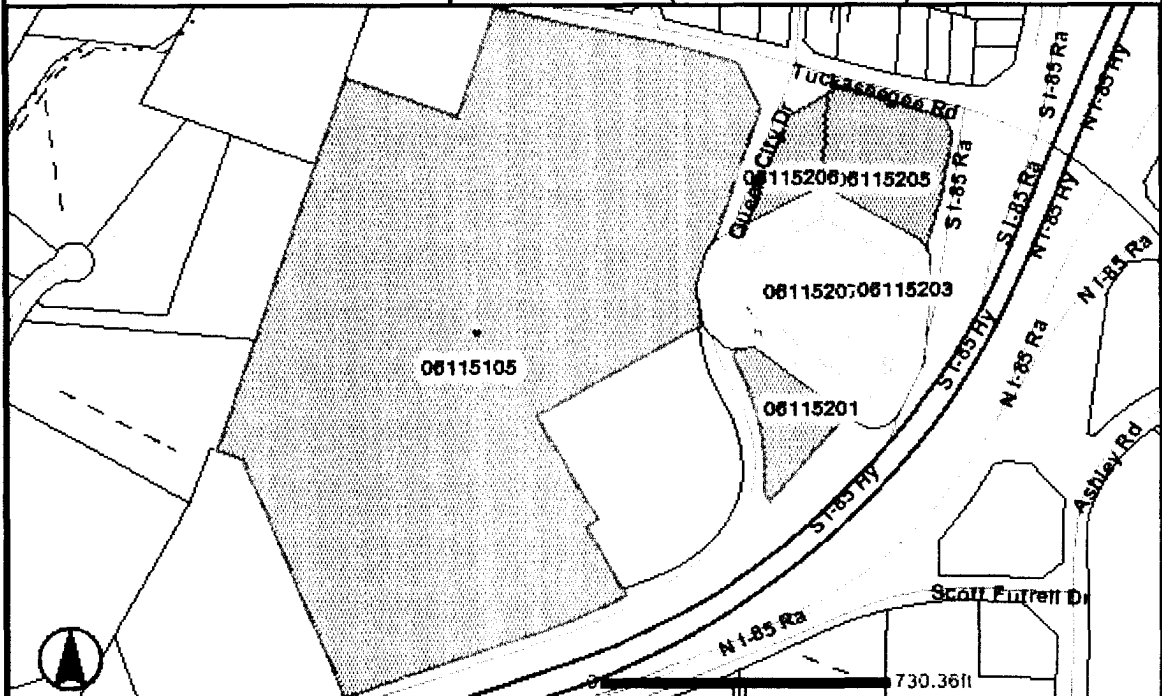 Tuckaseegee Rd
S I-85 Ra
N I-85 Hy
Queen City Dr
06115206
06115205
S I-85 Ra
S I-85 Ra
N I-85 Hy
N I-85 Ra
06115207
06115203
S I-85 Hy
N I-85 Ra
06115105
06115201
Ashley Rd
S I-85 Hy
Scott Futrell Dr
N I-85 Ra
0
730.36ft